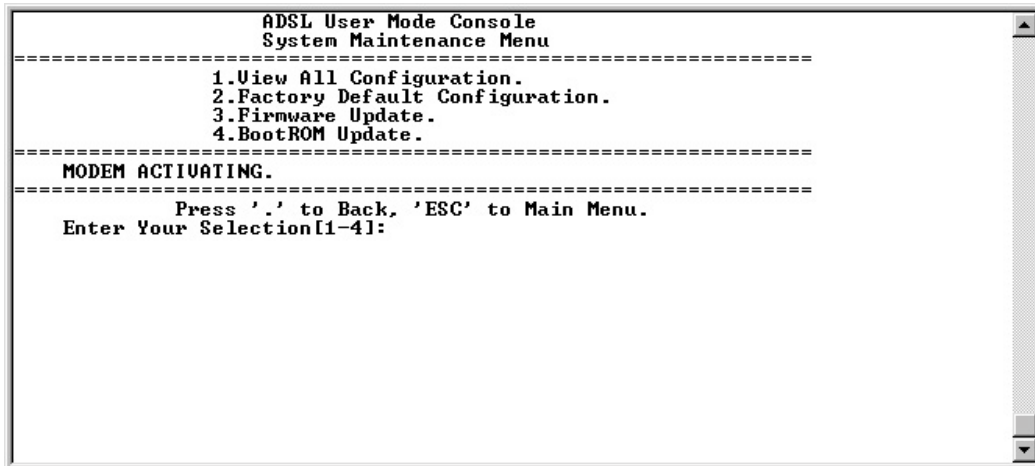 ADSL User Mode Console
System Maintenance Menu
================================================================
1.View All Configuration.
2.Factory Default Configuration.
3.Firmware Update.
4.BootROM Update.
================================================================
MODEM ACTIVATING.
================================================================
Press '.' to Back, 'ESC' to Main Menu.
Enter Your Selection[1-4]: